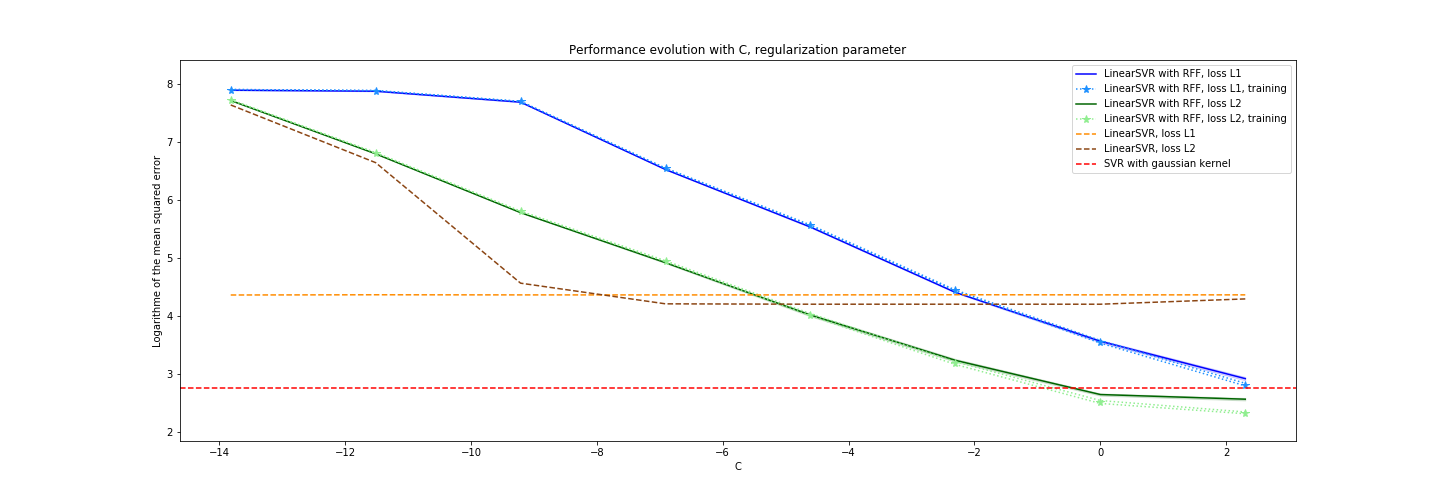 Performance evolution with C, regularization parameter
LinearSVR with RFF, loss L1
LinearSVR with RFF, loss L1, training
LinearSVR with RFF, loss L2
LinearSVR with RFF, loss L2, training
LinearSVR, loss L1
LinearSVR, loss L2
SVR with gaussian kernel
Logarithme of the mean squared error
8
7
6
5
4
3
2
−14 −12 −10 −8 −6 −4 −2 0 2
C